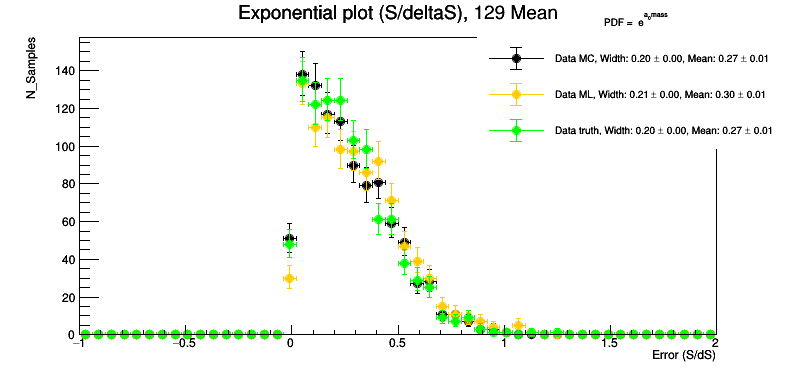 Exponential plot (S/deltaS), 129 Mean
PDF = e^a₀mass
N_Samples
Data MC, Width: 0.20 ± 0.00, Mean: 0.27 ± 0.01
Data ML, Width: 0.21 ± 0.00, Mean: 0.30 ± 0.01
Data truth, Width: 0.20 ± 0.00, Mean: 0.27 ± 0.01
140
120
100
80
60
40
20
0
−1 −0.5 0 0.5 1 1.5 2
Error (S/dS)